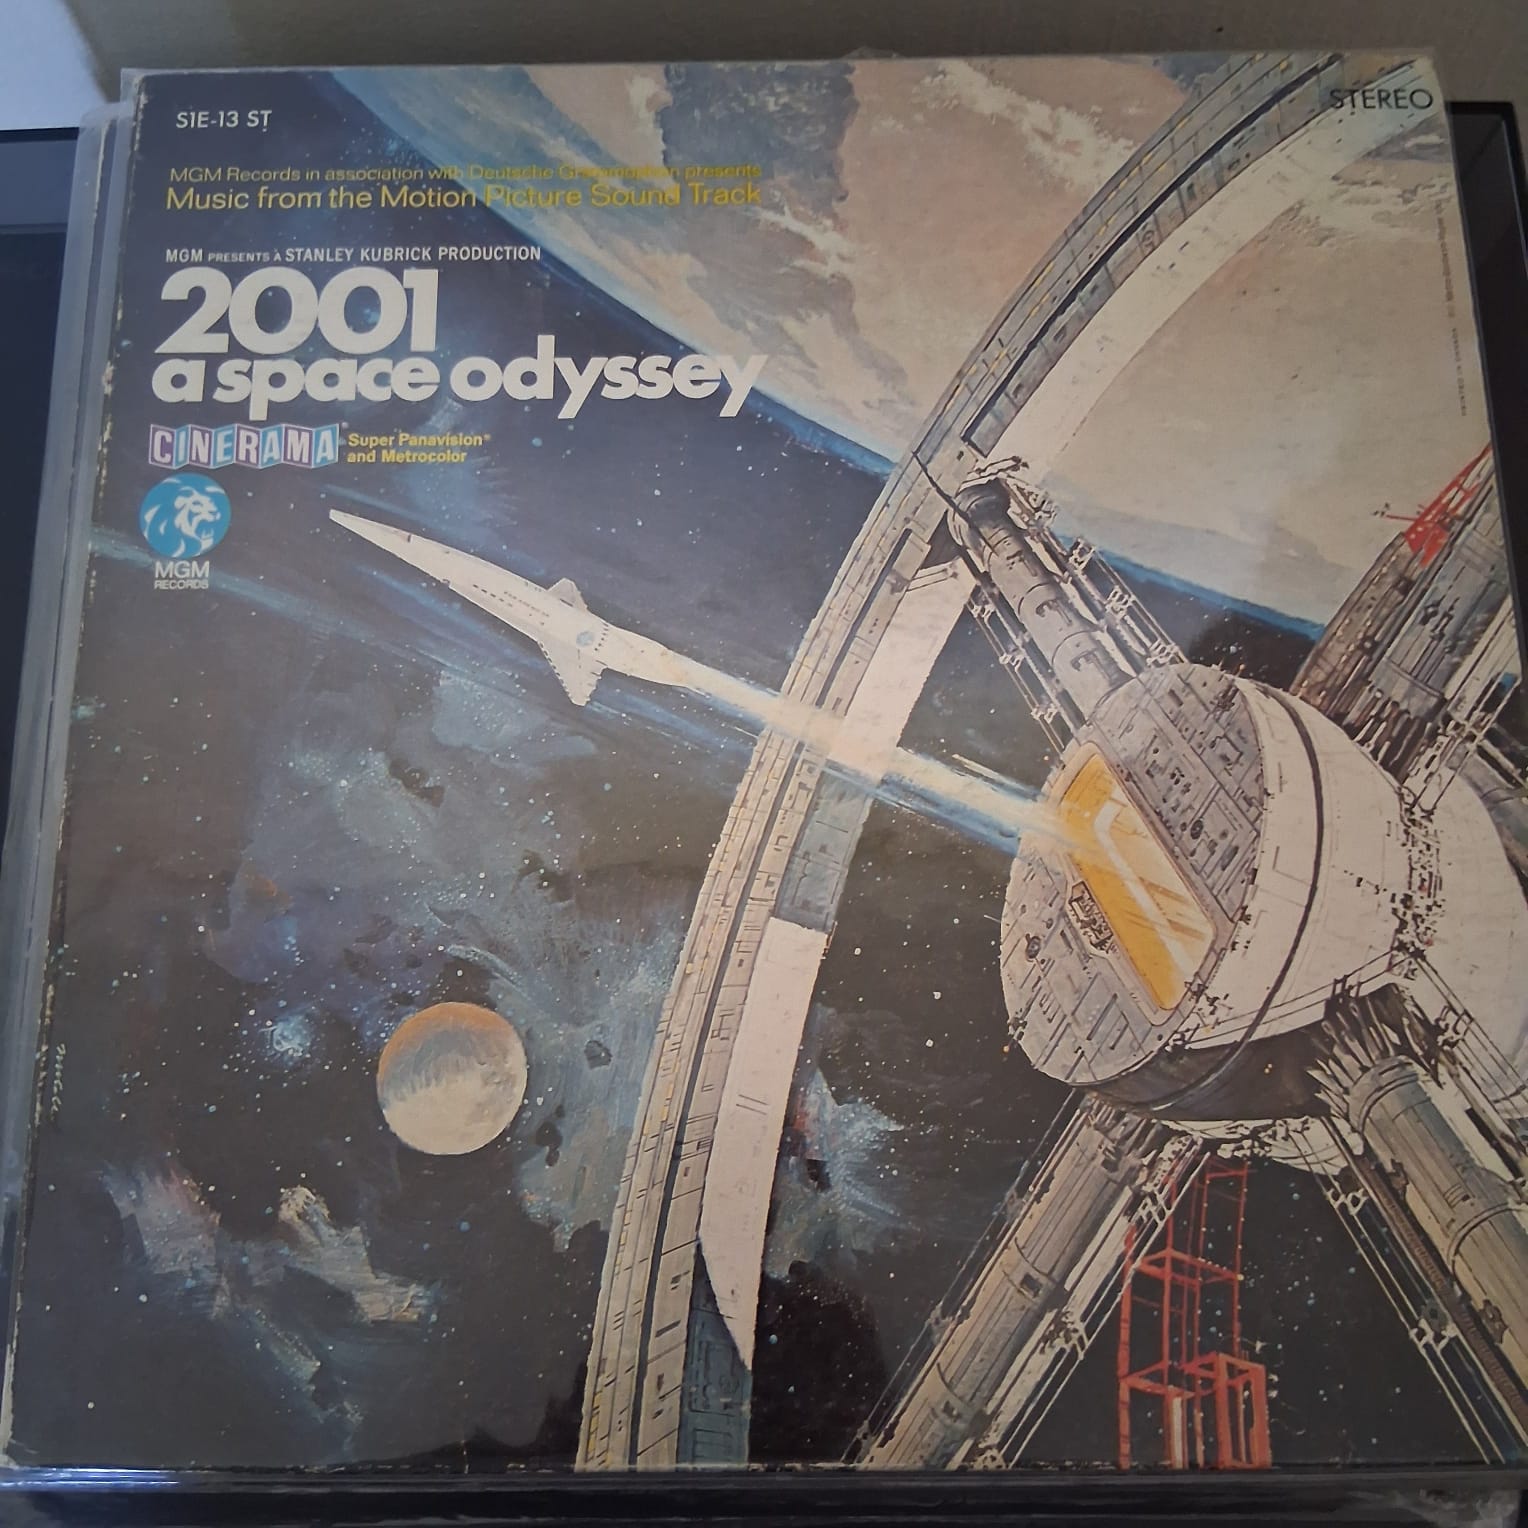 S1E-13 ST
STEREO
MGM Records in association with Deutsche Grammophon presents
Music from the Motion Picture Sound Track
MGM PRESENTS A STANLEY KUBRICK PRODUCTION
2001
a space odyssey
CINERAMA® Super Panavision®
and Metrocolor
MGM
RECORDS